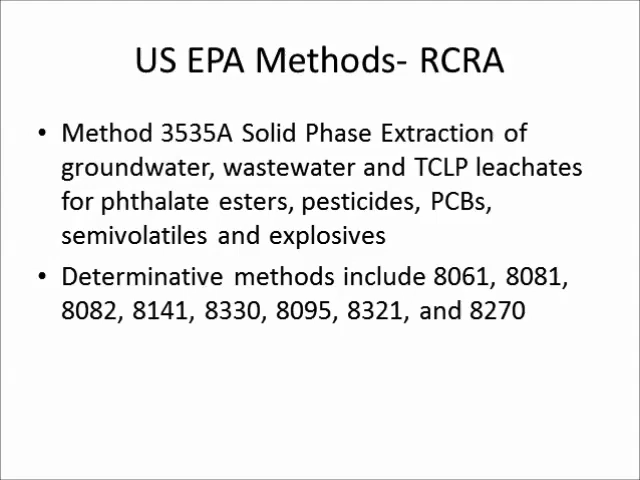 US EPA Methods- RCRA
• Method 3535A Solid Phase Extraction of
groundwater, wastewater and TCLP leachates
for phthalate esters, pesticides, PCBs,
semivolatiles and explosives
• Determinative methods include 8061, 8081,
8082, 8141, 8330, 8095, 8321, and 8270